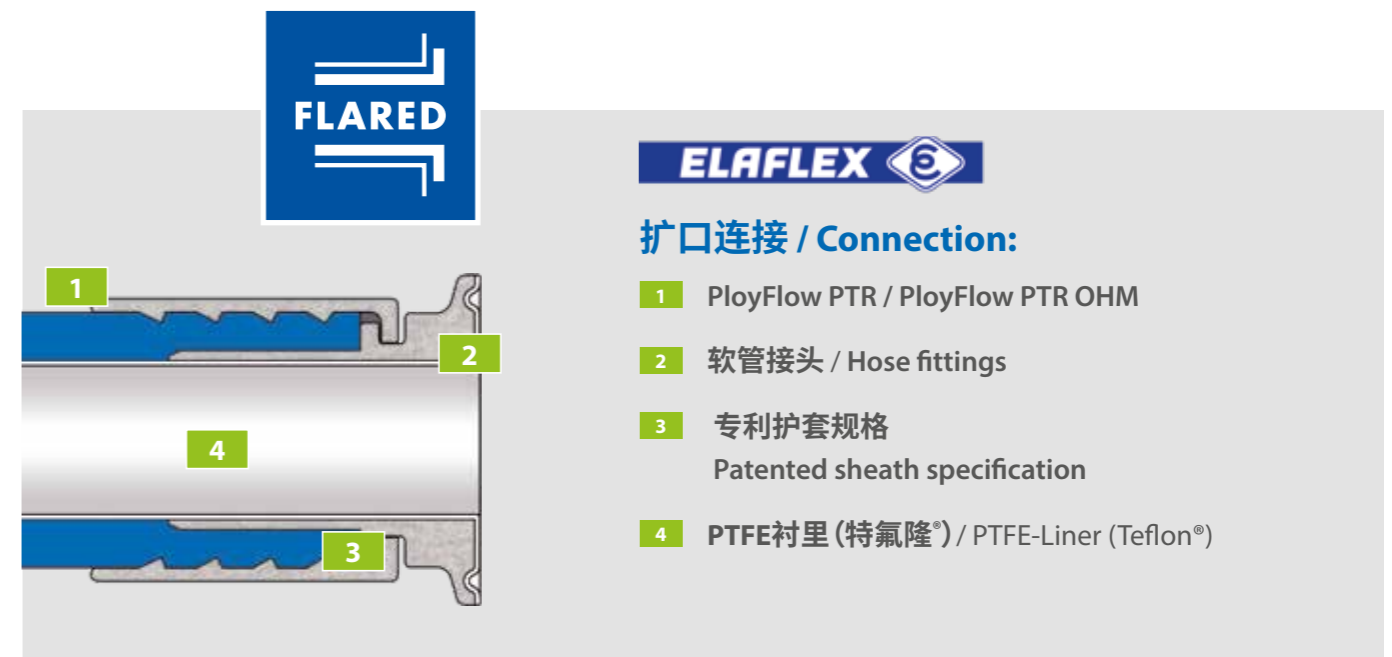 FLARED
ELAFLEX
扩口连接 / Connection:
1 PloyFlow PTR / PloyFlow PTR OHM
2 软管接头 / Hose fittings
3 专利护套规格
Patented sheath specification
4 PTFE衬里（特氟隆®）/ PTFE-Liner (Teflon®)
1
2
4
3